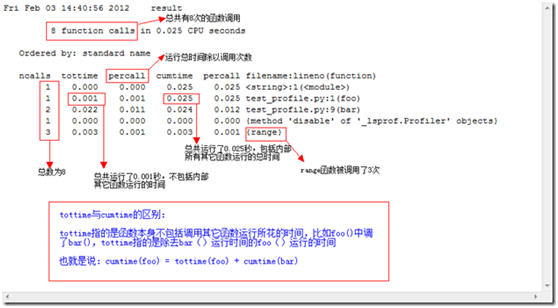 Fri Feb 03 14:40:56 2012    result
总共有8次的函数调用
8 function calls in 0.025 CPU seconds
Ordered by: standard name
运行总时间除以调用次数
ncalls  tottime  percall  cumtime  percall filename:lineno(function)
1    0.000    0.000    0.025    0.025 <string>:1(<module>)
1    0.001    0.001    0.025    0.025 test_profile.py:1(foo)
2    0.022    0.011    0.024    0.012 test_profile.py:9(bar)
1    0.000    0.000    0.000    0.000 {method 'disable' of '_lsprof.Profiler' objects}
3    0.003    0.001    0.003    0.001 {range}
总共运行了0.025秒，包括内部
所有其它函数运行的总时间
总数为8
总共运行了0.001秒，不包括内部
其它函数运行的时间
range函数被调用了3次
tottime与cumtime的区别:
tottime指的是函数本身不包括调用其它函数运行所花的时间，比如foo()中调
了bar()，tottime指的是除去bar（）运行时间的foo（）运行的时间
也就是说：cumtime(foo) = tottime(foo) + cumtime(bar)